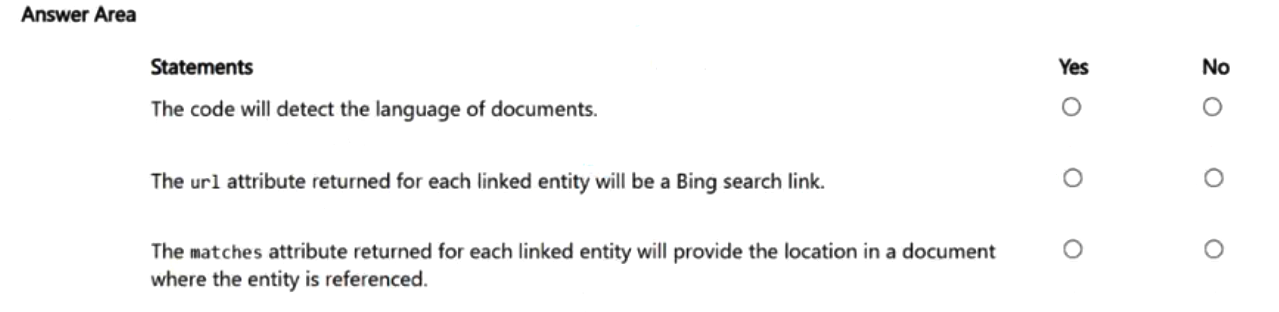 Answer Area
Statements Yes No
The code will detect the language of documents.
The url attribute returned for each linked entity will be a Bing search link.
The matches attribute returned for each linked entity will provide the location in a document
where the entity is referenced.